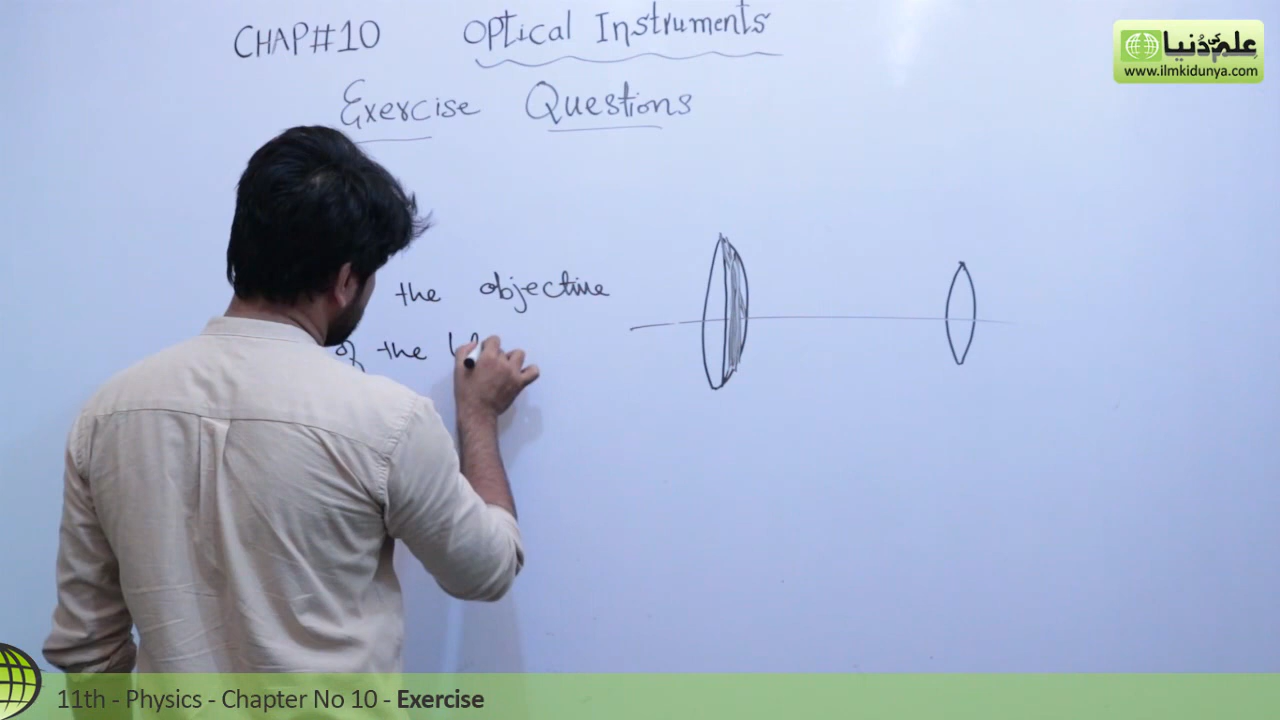 CHAP#10 Optical Instruments
علم کی دنیا
www.ilmkidunya.com
Exercise Questions
the objective
of the
11th - Physics - Chapter No 10 - Exercise